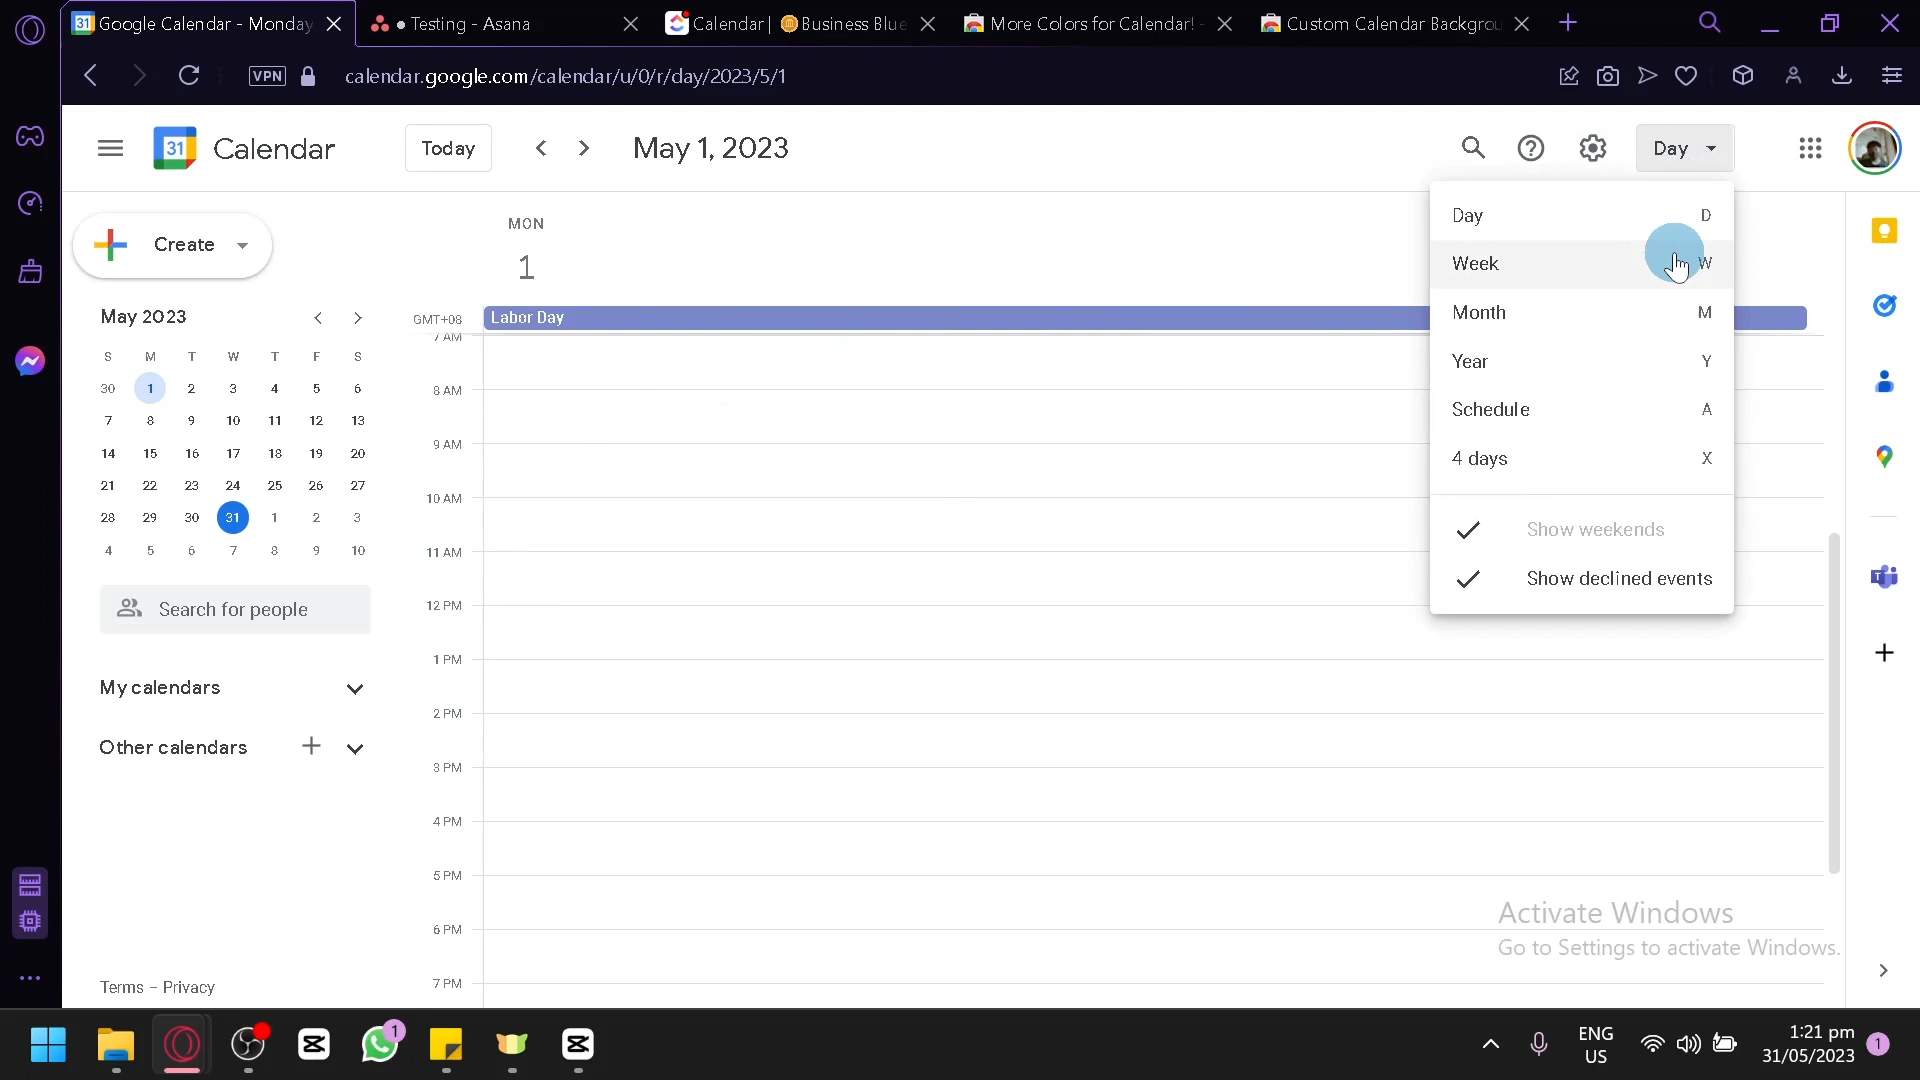 Google Calendar - Monday
• Testing - Asana
Calendar | Business Blue
More Colors for Calendar! -
Custom Calendar Backgrou
VPN
calendar.google.com/calendar/u/0/r/day/2023/5/1
31
Calendar
Today
May 1, 2023
Day
Create
MON
1
GMT+08
Labor Day
Day D
Week W
Month M
Year Y
Schedule A
4 days X
Show weekends
Show declined events
May 2023
S M T W T F S
30 1 2 3 4 5 6
7 8 9 10 11 12 13
14 15 16 17 18 19 20
21 22 23 24 25 26 27
28 29 30 31 1 2 3
4 5 6 7 8 9 10
Search for people
My calendars
Other calendars
Terms – Privacy
7 AM
8 AM
9 AM
10 AM
11 AM
12 PM
1 PM
2 PM
3 PM
4 PM
5 PM
6 PM
7 PM
Activate Windows
Go to Settings to activate Windows.
1
ENG
US
1:21 pm
31/05/2023
1